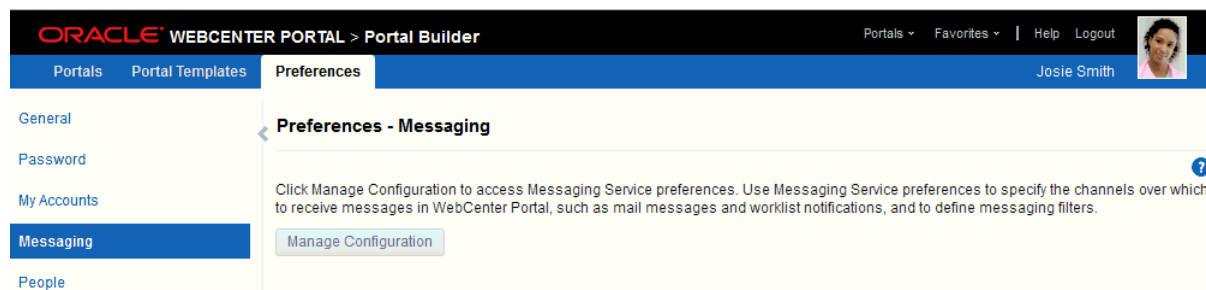 ORACLE WEBCENTER PORTAL > Portal Builder
Portals Favorites | Help Logout
Portals Portal Templates Preferences
Josie Smith
General
Password
My Accounts
Messaging
People
Preferences - Messaging
?
Click Manage Configuration to access Messaging Service preferences. Use Messaging Service preferences to specify the channels over which
to receive messages in WebCenter Portal, such as mail messages and worklist notifications, and to define messaging filters.
Manage Configuration